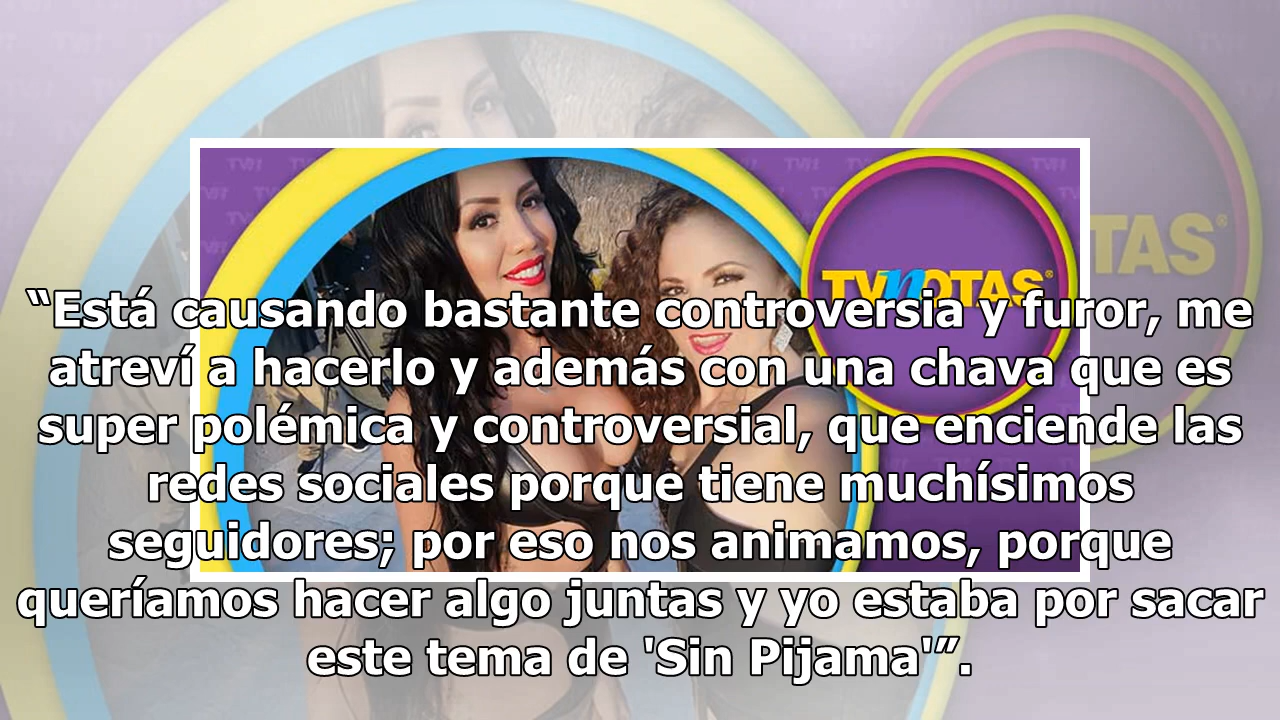 TVNOTAS®
TAS®
“Está causando bastante controversia y furor, me
atreví a hacerlo y además con una chava que es
super polémica y controversial, que enciende las
redes sociales porque tiene muchísimos
seguidores; por eso nos animamos, porque
queríamos hacer algo juntas y yo estaba por sacar
este tema de 'Sin Pijama'”.